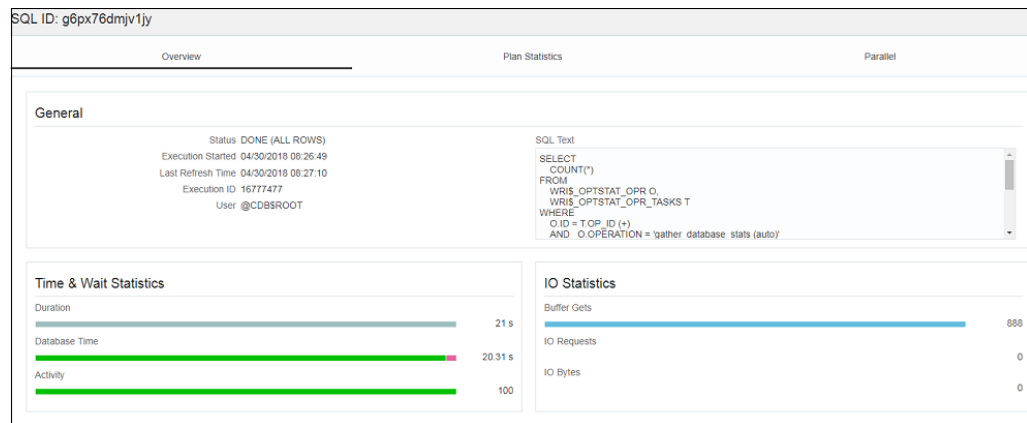 SQL ID: g6px76dmjv1jy
Overview Plan Statistics Parallel
General
Status DONE (ALL ROWS)
Execution Started 04/30/2018 08:26:49
Last Refresh Time 04/30/2018 08:27:10
Execution ID 16777477
User @CDB$ROOT
SQL Text
SELECT
COUNT(*)
FROM
WRI$_OPTSTAT_OPR O,
WRI$_OPTSTAT_OPR_TASKS T
WHERE
O.ID = T.OP_ID (+)
AND O.OPERATION = 'gather_database_stats (auto)'
Time & Wait Statistics
Duration
21 s
Database Time
20.31 s
Activity
100
IO Statistics
Buffer Gets
888
IO Requests
0
IO Bytes
0